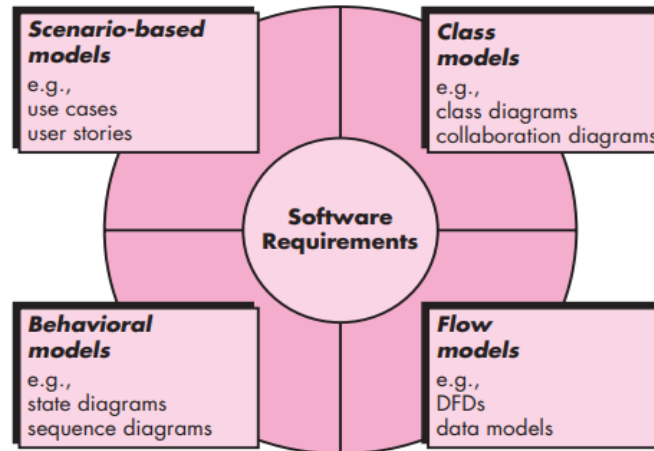 Scenario-based
models
e.g.,
use cases
user stories
Class
models
e.g.,
class diagrams
collaboration diagrams
Software
Requirements
Behavioral
models
e.g.,
state diagrams
sequence diagrams
Flow
models
e.g.,
DFDs
data models